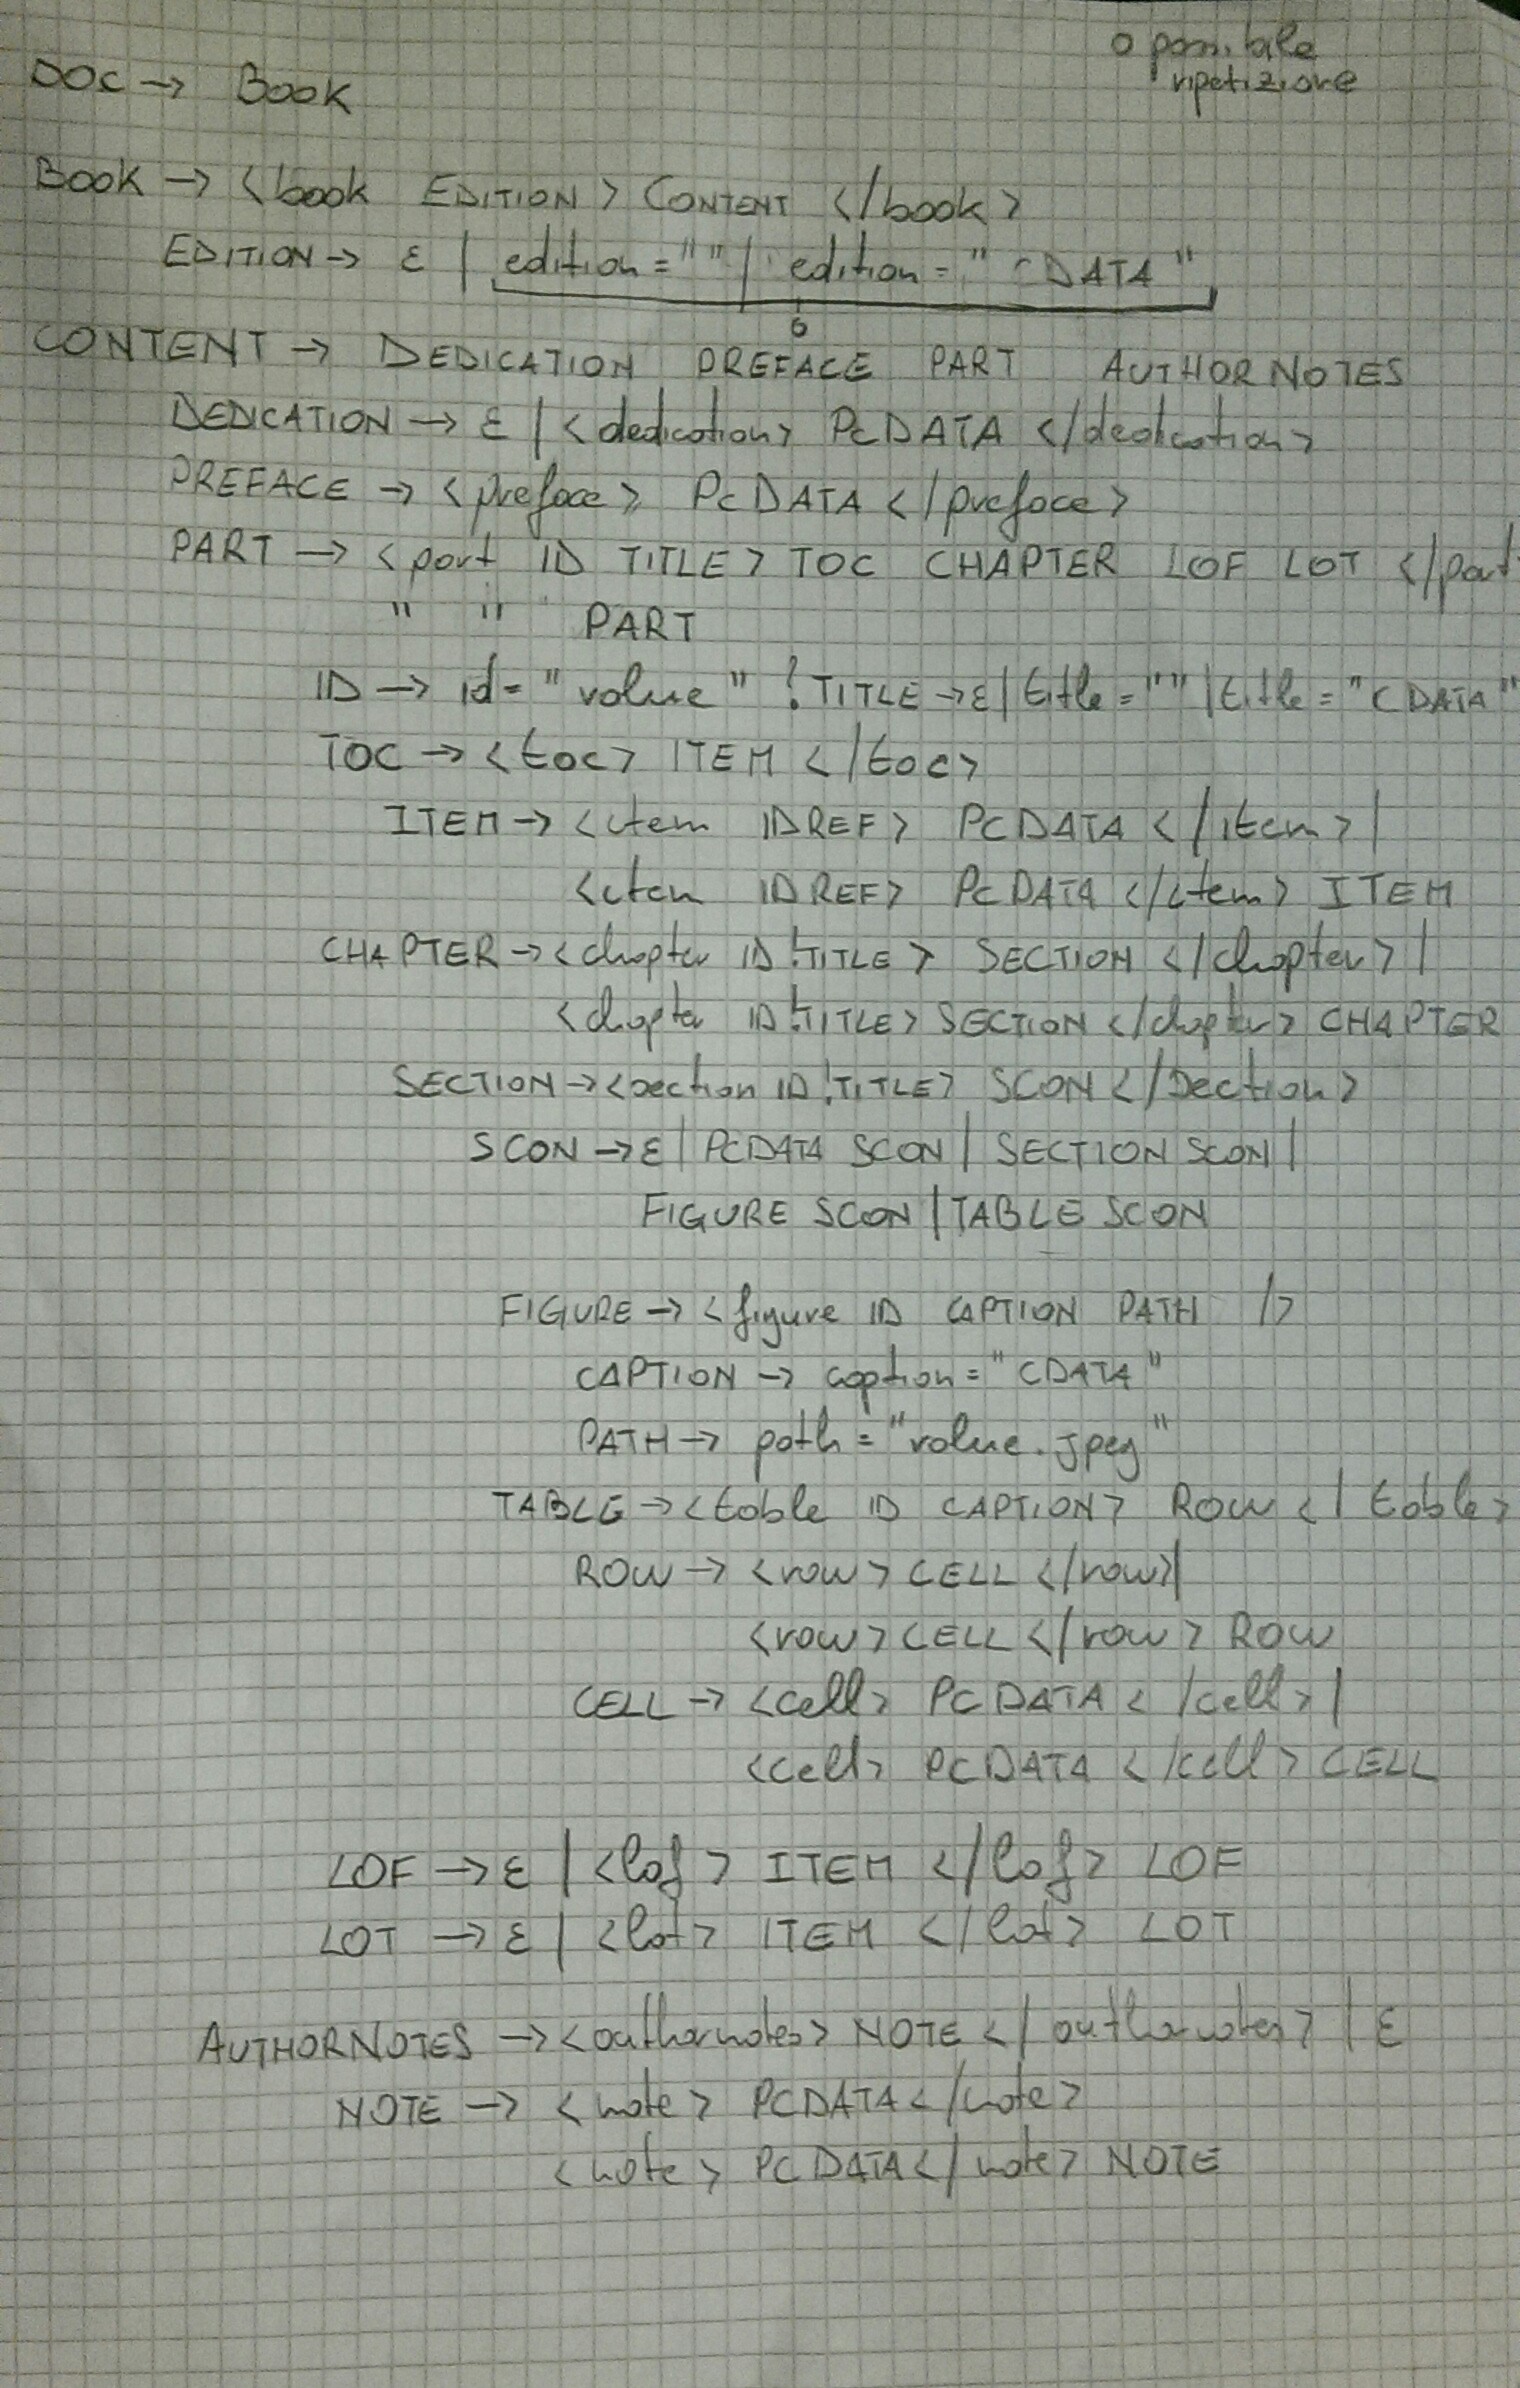 o possibile
ripetizione
DOC → BOOK
BOOK → <book EDITION> CONTENT </book>
EDITION → ε | edition = "" | edition = "CDATA"
o
CONTENT → DEDICATION PREFACE PART AUTHORNOTES
DEDICATION → ε | <dedication> PCDATA </dedication>
PREFACE → <preface> PCDATA </preface>
PART → <part ID TITLE> TOC CHAPTER LOF LOT </part
" " PART
ID → id = "value" ! TITLE → ε | title = "" | title = "CDATA"
TOC → <toc> ITEM </toc>
ITEM → <item IDREF> PCDATA </item> |
<item IDREF> PCDATA </item> ITEM
CHAPTER → <chapter ID !TITLE> SECTION </chapter> |
<chapter ID !TITLE> SECTION </chapter> CHAPTER
SECTION → <section ID !TITLE> SCON </section>
SCON → ε | PCDATA SCON | SECTION SCON |
FIGURE SCON | TABLE SCON
FIGURE → <figure ID CAPTION PATH />
CAPTION → caption = "CDATA"
PATH → path = "value.jpeg"
TABLE → <table ID CAPTION> ROW </table>
ROW → <row> CELL </row> |
<row> CELL </row> ROW
CELL → <cell> PCDATA </cell> |
<cell> PCDATA </cell> CELL
LOF → ε | <lof> ITEM </lof> LOF
LOT → ε | <lot> ITEM </lot> LOT
AUTHORNOTES → <authornotes> NOTE </authornotes> | ε
NOTE → <note> PCDATA </note>
<note> PCDATA </note> NOTE